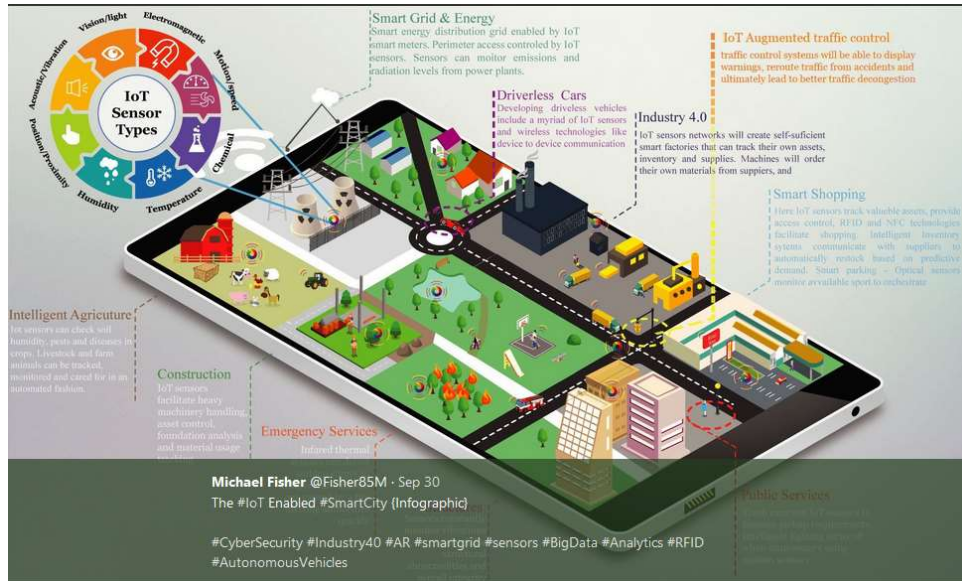 Vision/light
Electromagnetic
Motion/speed
Chemical
Temperature
Humidity
Position/Proximity
Acoustic/Vibration
IoT
Sensor
Types
Smart Grid & Energy
Smart energy distribution grid enabled by IoT
smart meters. Perimeter access controled by IoT
sensors. Sensors can moitor emissions and
radiation levels from power plants.
Driverless Cars
Developing driveless vehicles
include a myriad of IoT sensors
and wireless technologies like
device to device communication
IoT Augmented traffic control
traffic control systems will be able to display
warnings, reroute traffic from accidents and
ultimately lead to better traffic decongestion
Industry 4.0
IoT sensors networks will create self-suficient
smart factories that can track their own assets,
inventory and supplies. Machines will order
their own materials from suppiers, and
Smart Shopping
Here IoT sensors track valuable assets, provide
access control, RFID and NFC technologies
facilitate shopping. Intelligent inventory
sytems communicate with suppliers to
automatically restock based on predictive
demand. Smart parking - Optical sensors
monitor avvailable sport to orchestrate
Intelligent Agricuture
Iot sensors can check soil
humidity, pests and diseases in
crops. Livestock and farm
animals can be tracked,
monitored and cared for in an
automated fashion
Construction
IoT sensors
facilitate heavy
machinery handling,
asset control,
foundation analysis
and material usage
Emergency Services
Infared thermal
Public Services
Michael Fisher @Fisher85M · Sep 30
The #IoT Enabled #SmartCity {Infographic}
#CyberSecurity #Industry40 #AR #smartgrid #sensors #BigData #Analytics #RFID
#AutonomousVehicles